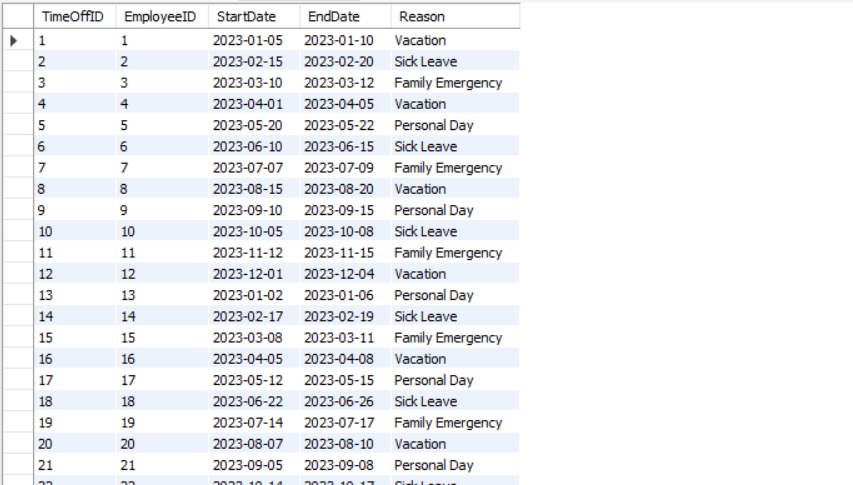 TimeOffID EmployeeID StartDate EndDate Reason
1 1 2023-01-05 2023-01-10 Vacation
2 2 2023-02-15 2023-02-20 Sick Leave
3 3 2023-03-10 2023-03-12 Family Emergency
4 4 2023-04-01 2023-04-05 Vacation
5 5 2023-05-20 2023-05-22 Personal Day
6 6 2023-06-10 2023-06-15 Sick Leave
7 7 2023-07-07 2023-07-09 Family Emergency
8 8 2023-08-15 2023-08-20 Vacation
9 9 2023-09-10 2023-09-15 Personal Day
10 10 2023-10-05 2023-10-08 Sick Leave
11 11 2023-11-12 2023-11-15 Family Emergency
12 12 2023-12-01 2023-12-04 Vacation
13 13 2023-01-02 2023-01-06 Personal Day
14 14 2023-02-17 2023-02-19 Sick Leave
15 15 2023-03-08 2023-03-11 Family Emergency
16 16 2023-04-05 2023-04-08 Vacation
17 17 2023-05-12 2023-05-15 Personal Day
18 18 2023-06-22 2023-06-26 Sick Leave
19 19 2023-07-14 2023-07-17 Family Emergency
20 20 2023-08-07 2023-08-10 Vacation
21 21 2023-09-05 2023-09-08 Personal Day